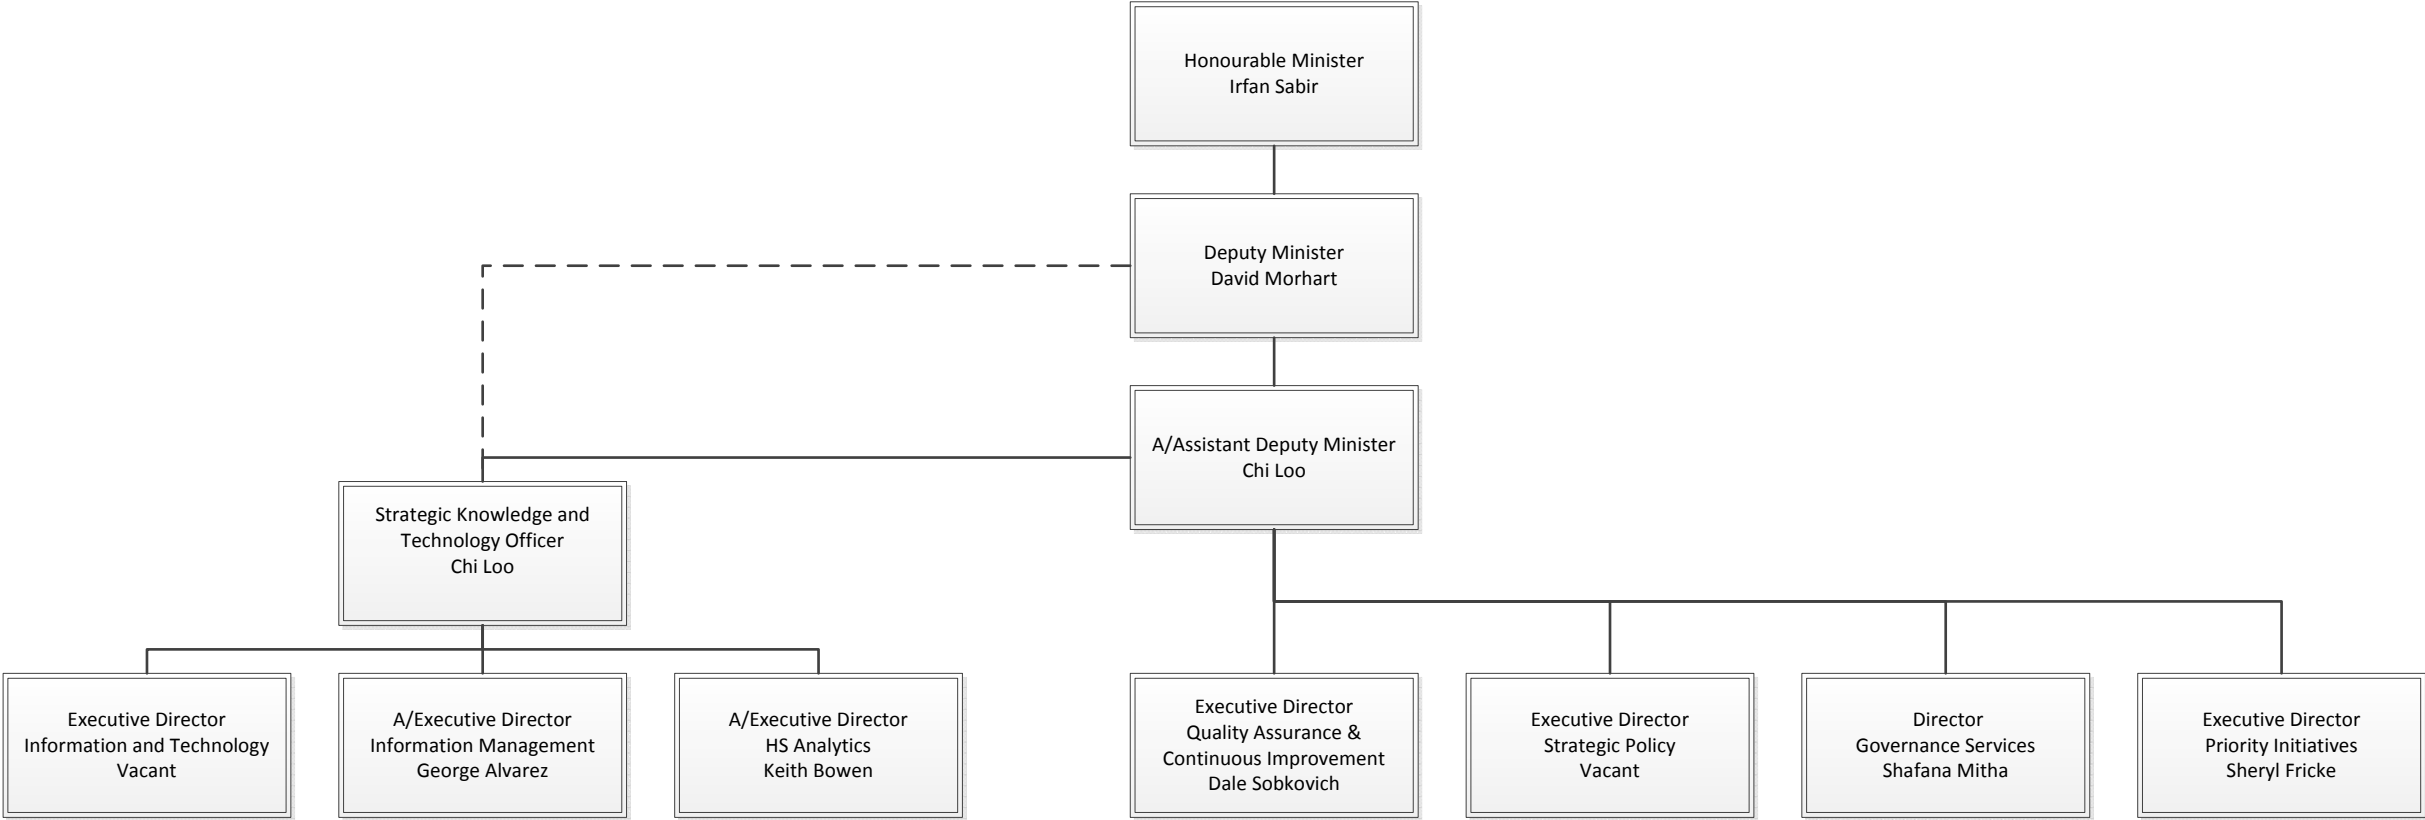 Honourable Minister
Irfan Sabir
Deputy Minister
David Morhart
A/Assistant Deputy Minister
Chi Loo
Strategic Knowledge and
Technology Officer
Chi Loo
Executive Director
Information and Technology
Vacant
A/Executive Director
Information Management
George Alvarez
A/Executive Director
HS Analytics
Keith Bowen
Executive Director
Quality Assurance &
Continuous Improvement
Dale Sobkovich
Executive Director
Strategic Policy
Vacant
Director
Governance Services
Shafana Mitha
Executive Director
Priority Initiatives
Sheryl Fricke